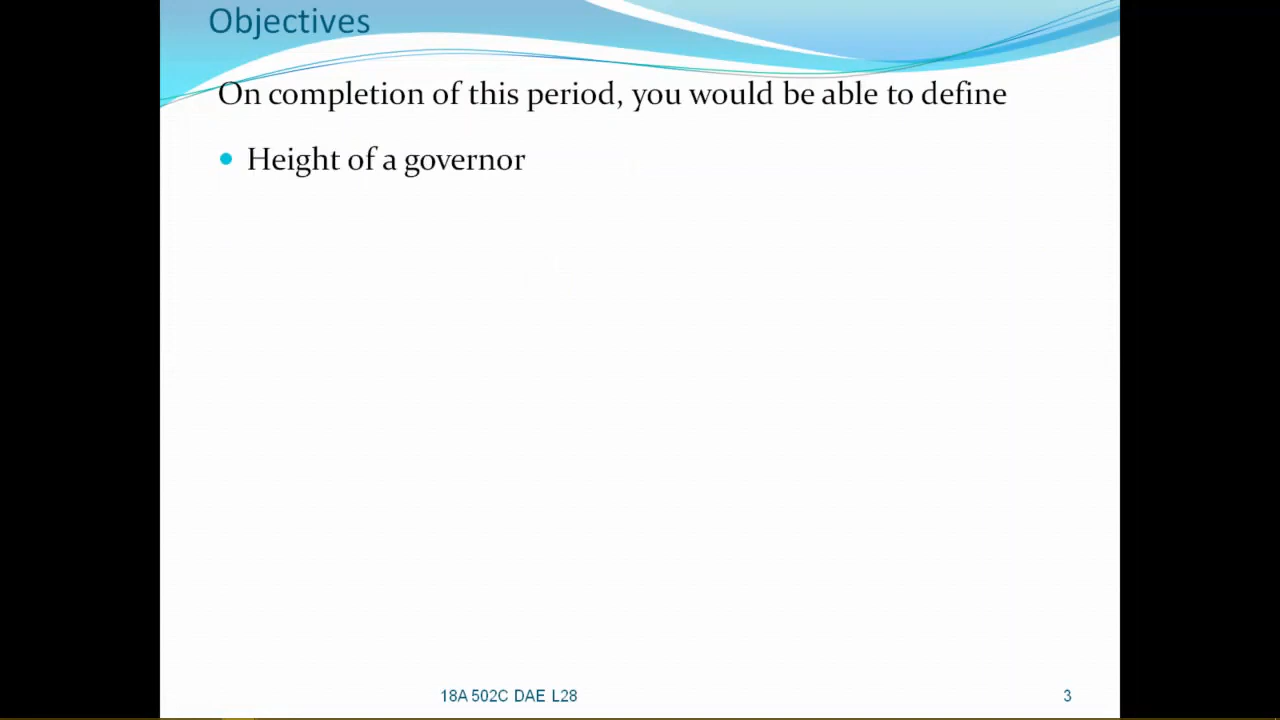 Objectives
On completion of this period, you would be able to define
Height of a governor
18A 502C DAE L28
3